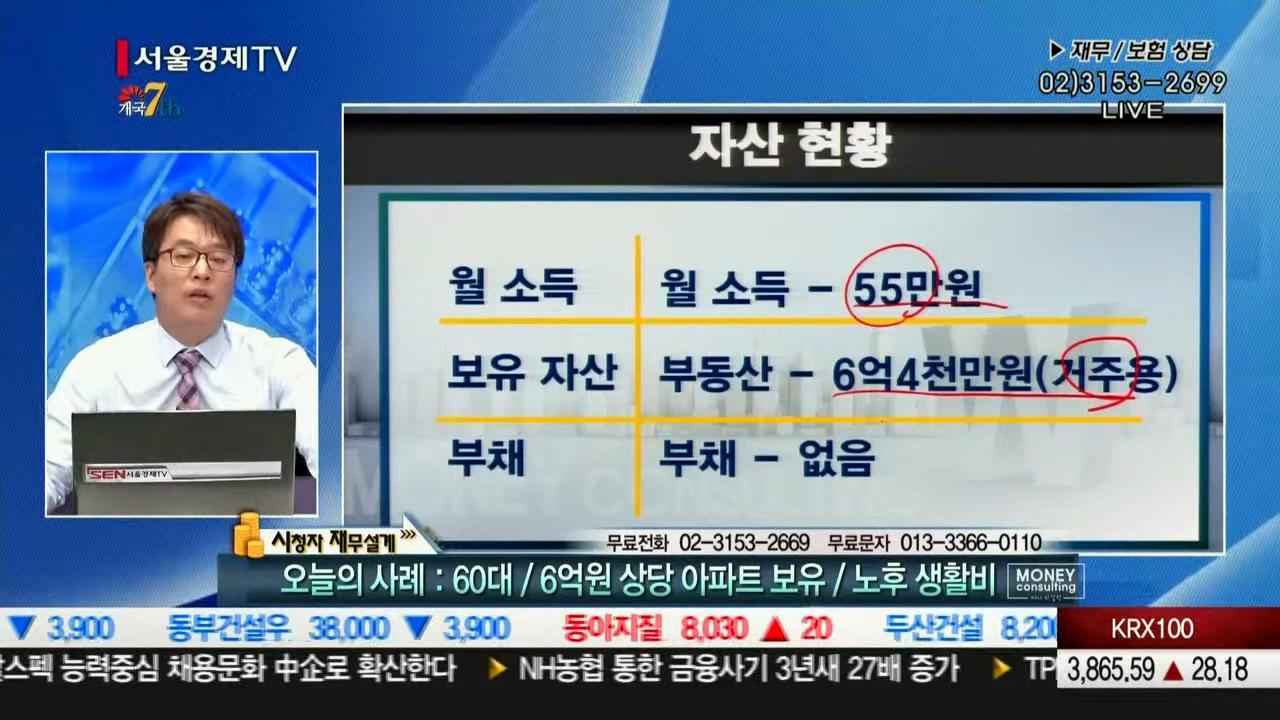 서울경제TV
개국 7th
▶ 재무/보험 상담
02)3153-2699
LIVE
자산 현황
월 소득 월 소득 - 55만원
보유 자산 부동산 - 6억4천만원(거주용)
부채 부채 - 없음
MONEY CONSULTING
SEN 서울경제TV
시청자 재무설계
무료전화 02-3153-2669 무료문자 013-3366-0110
오늘의 사례 : 60대 / 6억원 상당 아파트 보유 / 노후 생활비
MONEY
consulting
▼ 3,900 동부건설우 38,000 ▼ 3,900 동아지질 8,030 ▲ 20 두산건설 8,200
KRX100
3,865.59 ▲ 28.18
스펙 능력중심 채용문화 中企로 확산한다 ▶ NH농협 통한 금융사기 3년새 27배 증가 ▶ TP